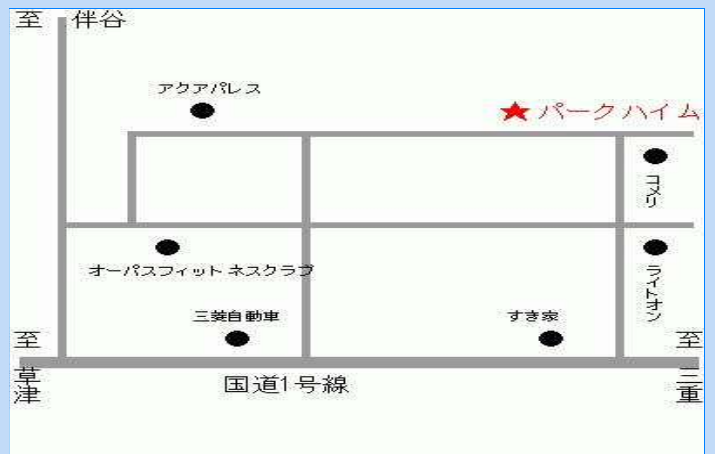 至 伴谷
アクアパレス
★パークハイム
コメリ
オーパスフィットネスクラブ
ライトオン
三菱自動車
すき家
至草津
至三重
国道1号線